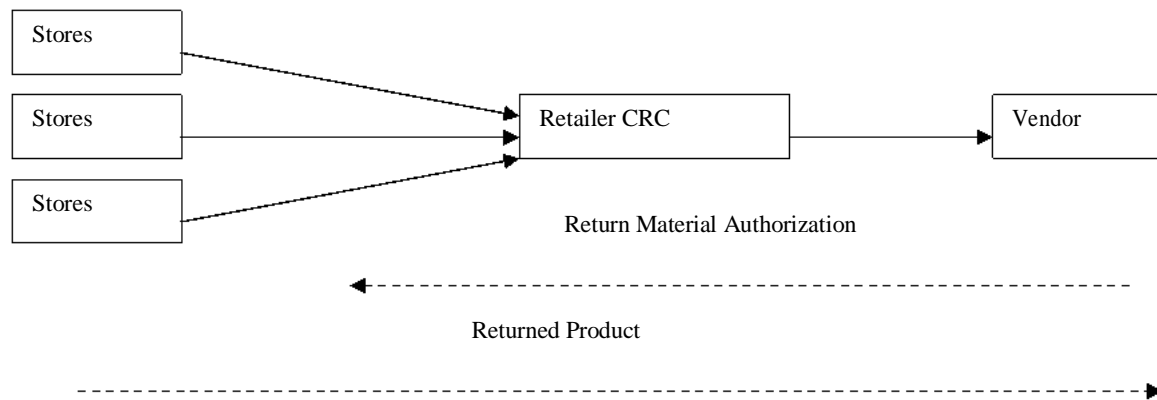 Stores
Stores
Retailer CRC
Vendor
Stores
Return Material Authorization
Returned Product